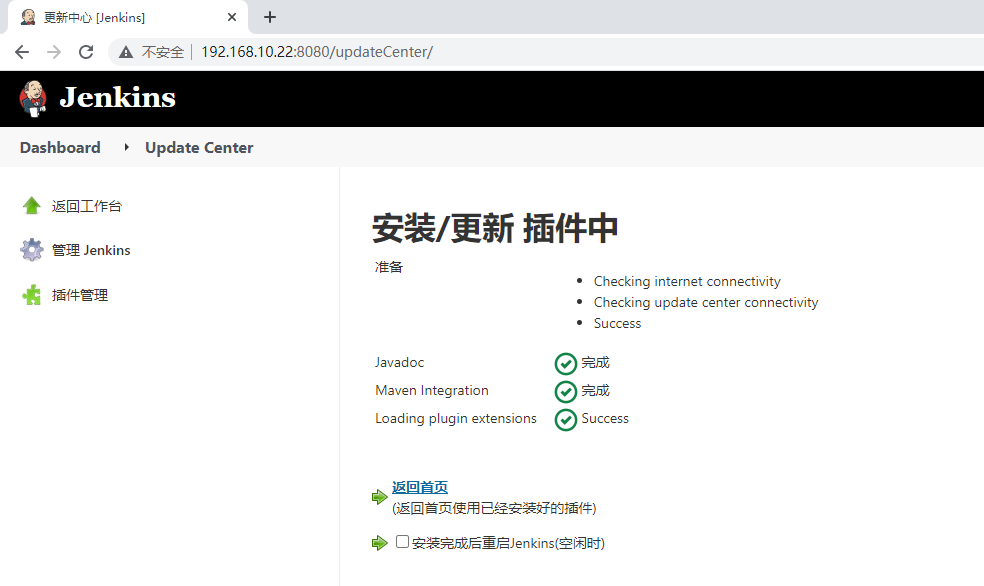 更新中心 [Jenkins]
不安全 192.168.10.22:8080/updateCenter/
Jenkins
Dashboard Update Center
返回工作台
管理 Jenkins
插件管理
安装/更新 插件中
准备
Checking internet connectivity
Checking update center connectivity
Success
Javadoc 完成
Maven Integration 完成
Loading plugin extensions Success
返回首页
(返回首页使用已经安装好的插件)
安装完成后重启Jenkins(空闲时)